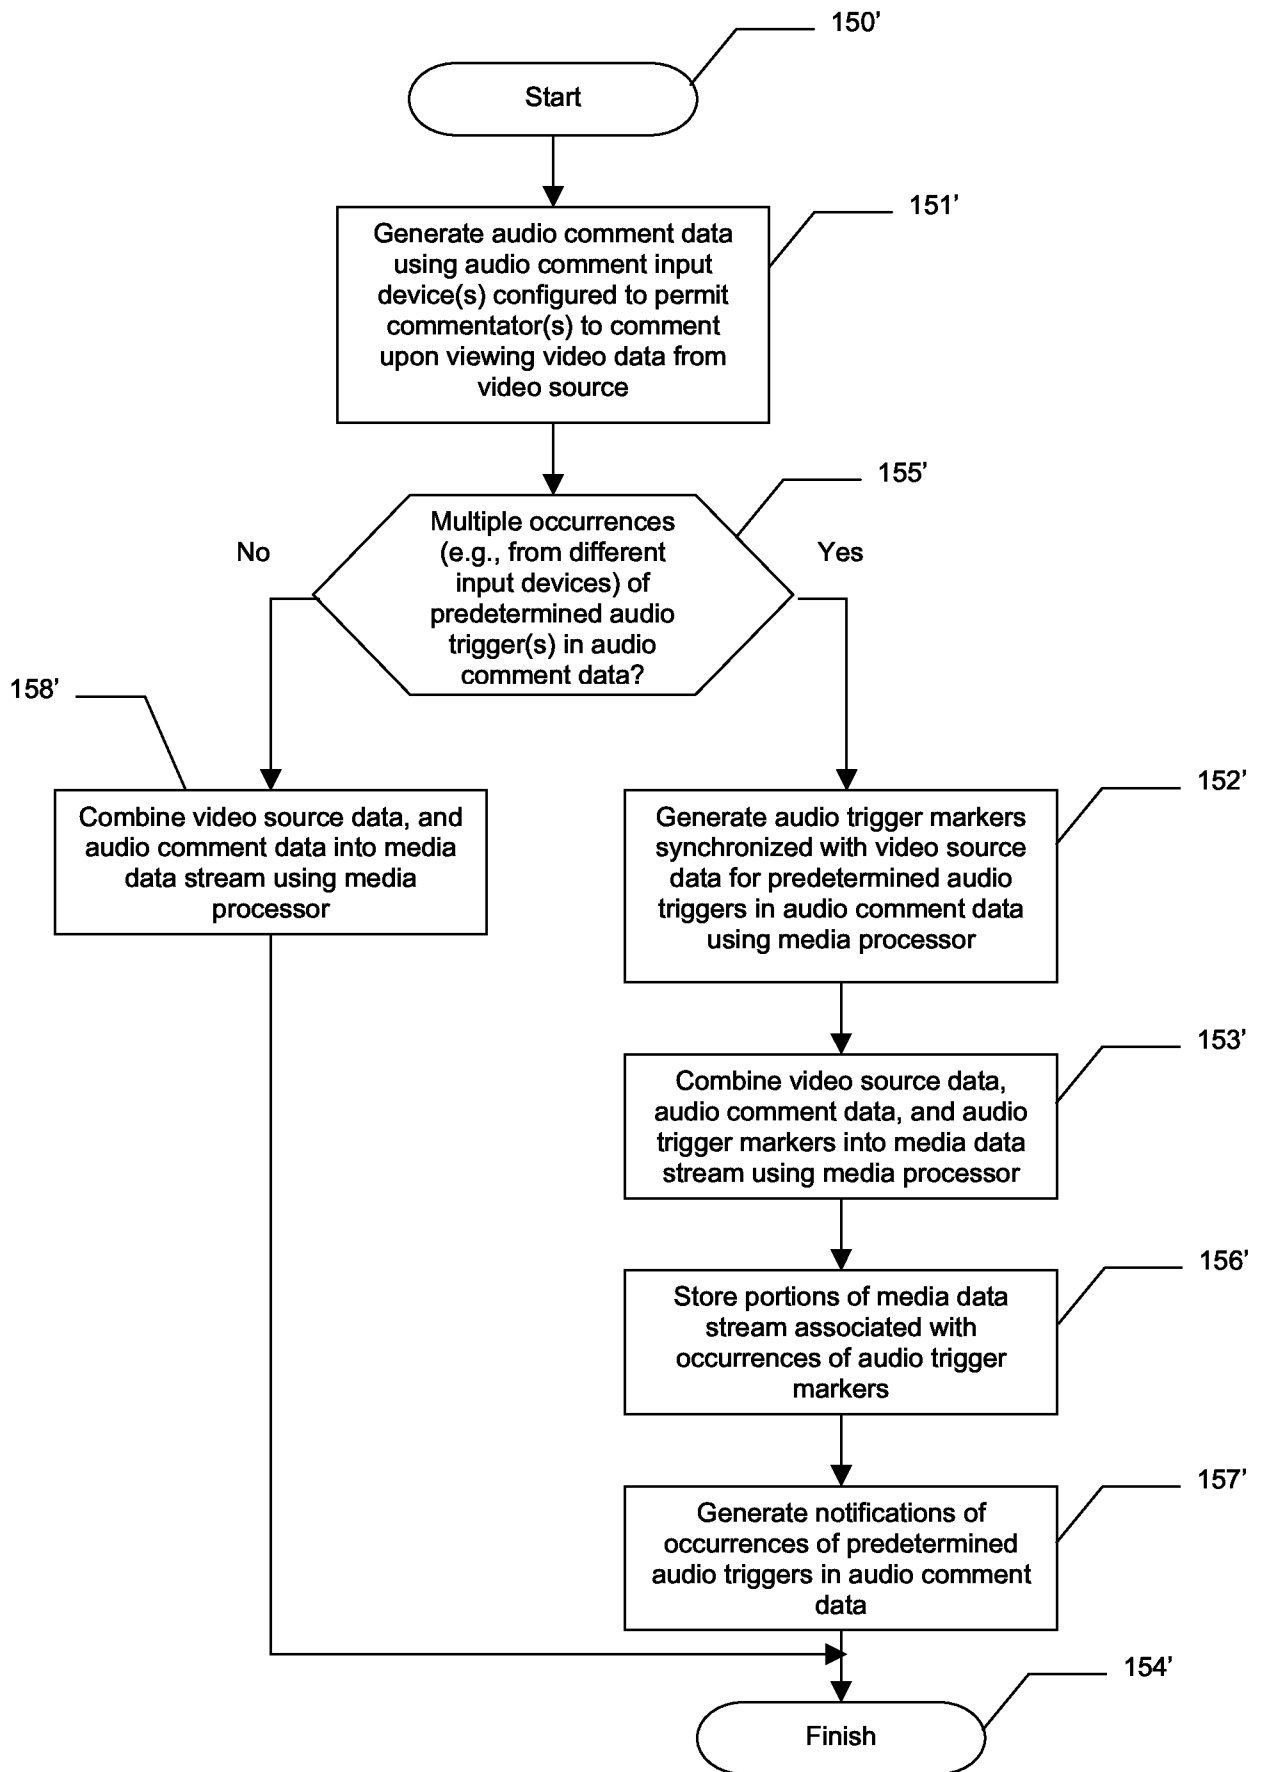 150’
Start
151’
Generate audio comment data
using audio comment input
device(s) configured to permit
commentator(s) to comment
upon viewing video data from
video source
155’
Multiple occurrences
(e.g., from different
input devices) of
predetermined audio
trigger(s) in audio
comment data?
No
Yes
158’
Combine video source data, and
audio comment data into media
data stream using media
processor
152’
Generate audio trigger markers
synchronized with video source
data for predetermined audio
triggers in audio comment data
using media processor
153’
Combine video source data,
audio comment data, and audio
trigger markers into media data
stream using media processor
156’
Store portions of media data
stream associated with
occurrences of audio trigger
markers
157’
Generate notifications of
occurrences of predetermined
audio triggers in audio comment
data
154’
Finish